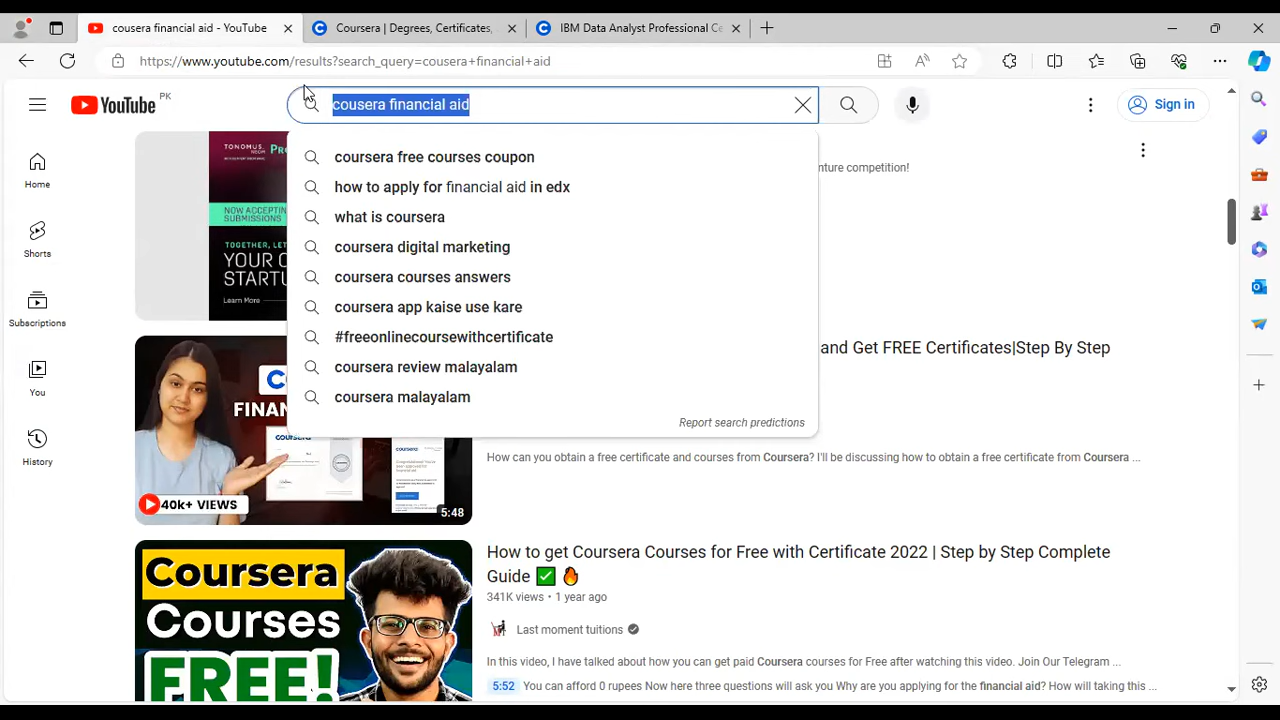 cousera financial aid - YouTube
Coursera | Degrees, Certificates,
IBM Data Analyst Professional Ce
https://www.youtube.com/results?search_query=cousera+financial+aid
YouTube PK
cousera financial aid
Sign in
coursera free courses coupon
how to apply for financial aid in edx
what is coursera
coursera digital marketing
coursera courses answers
coursera app kaise use kare
#freeonlinecoursewithcertificate
coursera review malayalam
coursera malayalam
Report search predictions
Home
Shorts
Subscriptions
You
History
TONOMUS.
NOW ACCEPTING
SUBMISSIONS
TOGETHER, LET
YOUR C
STARTU
Learn More
nture competition!
and Get FREE Certificates|Step By Step
FINAN
coursera
40k+ VIEWS
5:48
How can you obtain a free certificate and courses from Coursera? I'll be discussing how to obtain a free certificate from Coursera ...
Coursera
Courses
FREE!
How to get Coursera Courses for Free with Certificate 2022 | Step by Step Complete
Guide ✅ 🔥
341K views • 1 year ago
Last moment tuitions
In this video, I have talked about how you can get paid Coursera courses for Free after watching this video. Join Our Telegram ...
5:52 You can afford 0 rupees Now here three questions will ask you Why are you applying for the financial aid? How will taking this ...